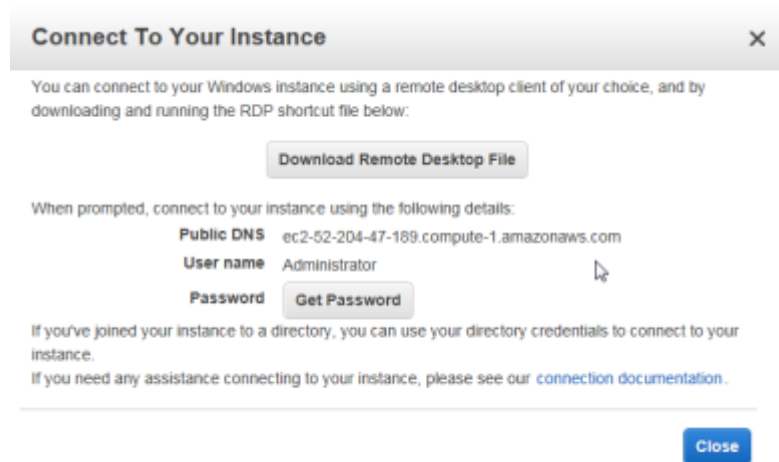 Connect To Your Instance
You can connect to your Windows instance using a remote desktop client of your choice, and by
downloading and running the RDP shortcut file below:
Download Remote Desktop File
When prompted, connect to your instance using the following details:
Public DNS ec2-52-204-47-189.compute-1.amazonaws.com
User name Administrator
Password Get Password
If you've joined your instance to a directory, you can use your directory credentials to connect to your
instance.
If you need any assistance connecting to your instance, please see our connection documentation.
Close